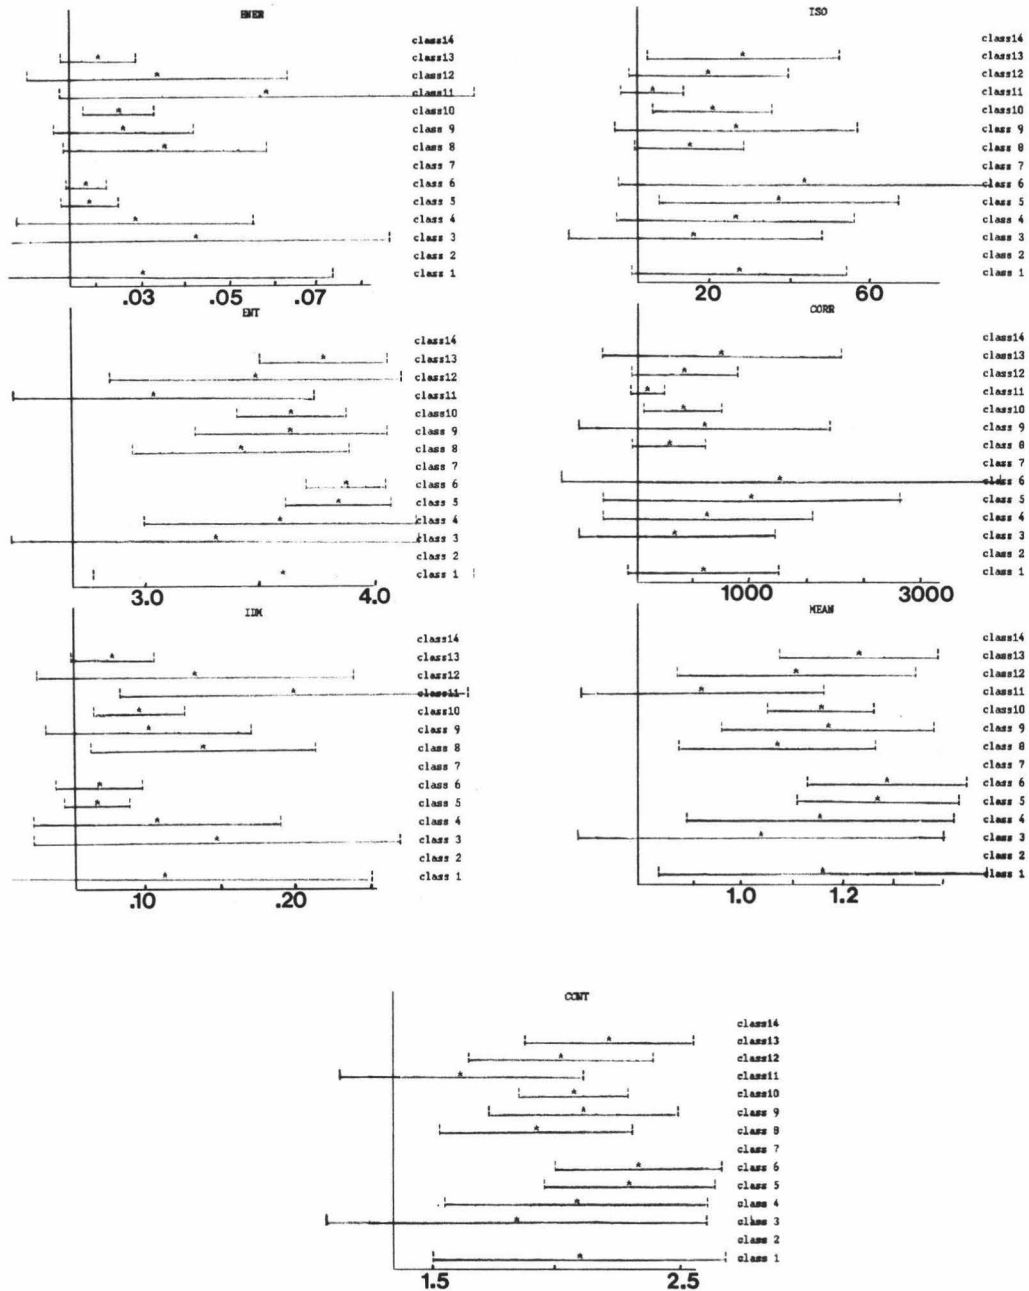 ENER
class14
class13
class12
class11
class10
class 9
class 8
class 7
class 6
class 5
class 4
class 3
class 2
class 1
.03 .05 .07
ISO
class14
class13
class12
class11
class10
class 9
class 8
class 7
class 6
class 5
class 4
class 3
class 2
class 1
20 60
ENT
class14
class13
class12
class11
class10
class 9
class 8
class 7
class 6
class 5
class 4
class 3
class 2
class 1
3.0 4.0
CORR
class14
class13
class12
class11
class10
class 9
class 8
class 7
class 6
class 5
class 4
class 3
class 2
class 1
1000 3000
IDM
class14
class13
class12
class11
class10
class 9
class 8
class 7
class 6
class 5
class 4
class 3
class 2
class 1
.10 .20
MEAN
class14
class13
class12
class11
class10
class 9
class 8
class 7
class 6
class 5
class 4
class 3
class 2
class 1
1.0 1.2
CONT
class14
class13
class12
class11
class10
class 9
class 8
class 7
class 6
class 5
class 4
class 3
class 2
class 1
1.5 2.5